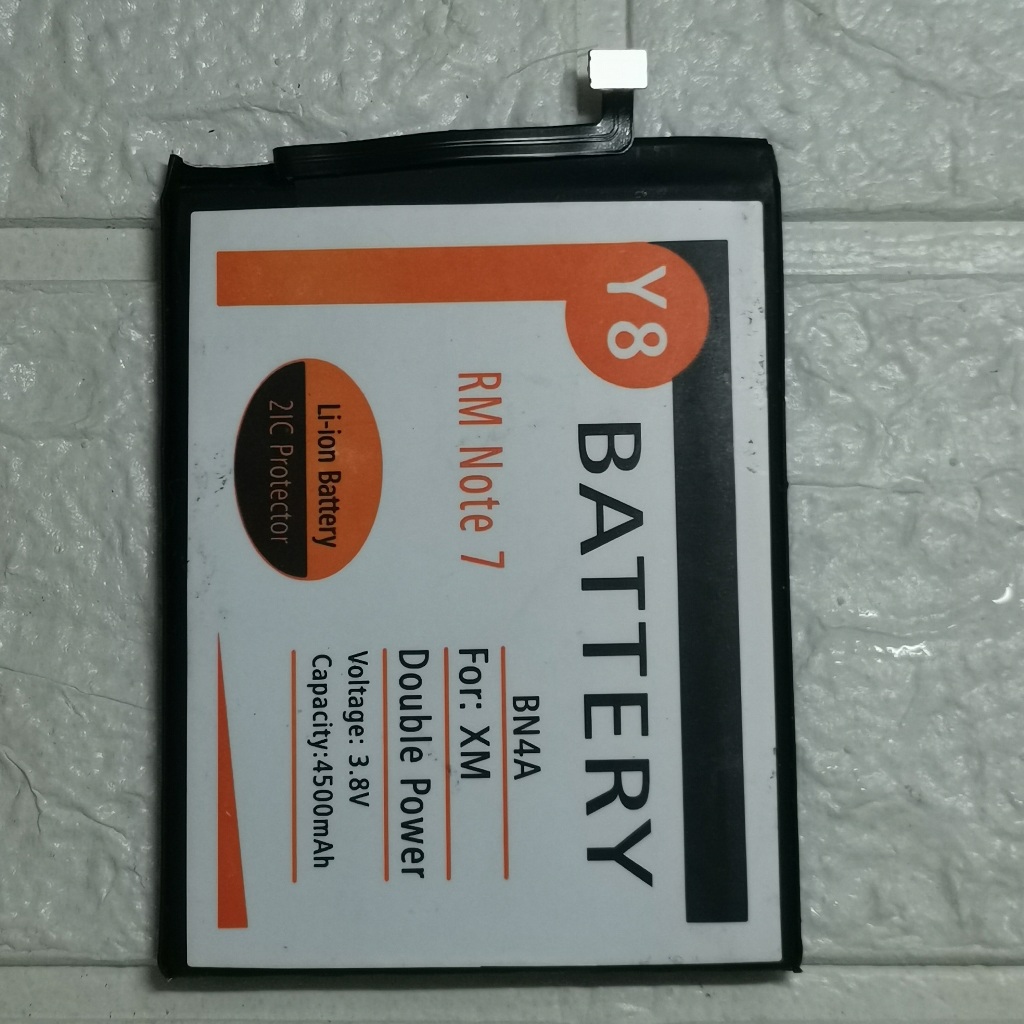 Y8
BATTERY
RM Note 7
BN4A
For: XM
Double Power
Voltage: 3.8V
Capacity:4500mAh
Li-ion Battery
2IC Protector